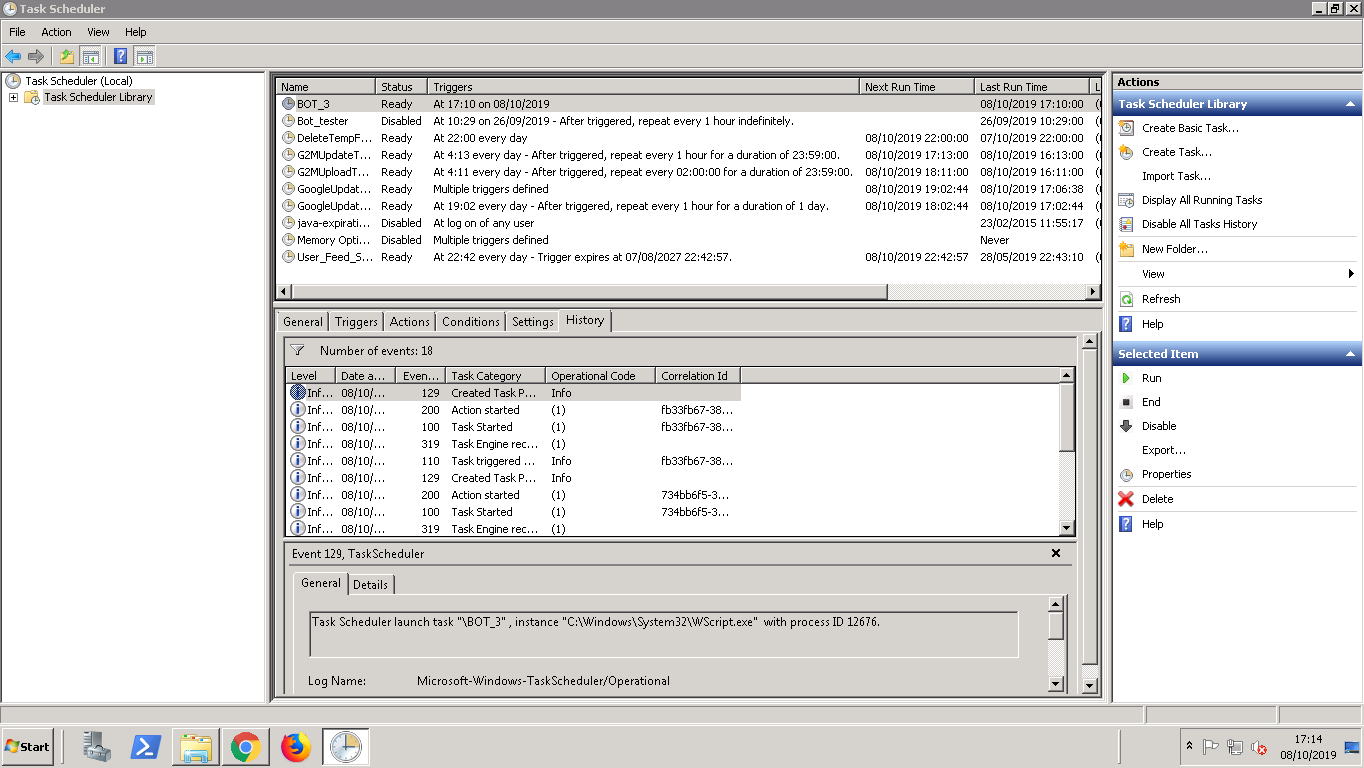 Task Scheduler
File Action View Help
Task Scheduler (Local)
Task Scheduler Library
Name Status Triggers Next Run Time Last Run Time L
BOT_3 Ready At 17:10 on 08/10/2019 08/10/2019 17:10:00 (
Bot_tester Disabled At 10:29 on 26/09/2019 - After triggered, repeat every 1 hour indefinitely. 26/09/2019 10:29:00 (
DeleteTempF... Ready At 22:00 every day 08/10/2019 22:00:00 07/10/2019 22:00:00 (
G2MUpdateT... Ready At 4:13 every day - After triggered, repeat every 1 hour for a duration of 23:59:00. 08/10/2019 17:13:00 08/10/2019 16:13:00 (
G2MUploadT... Ready At 4:11 every day - After triggered, repeat every 02:00:00 for a duration of 23:59:00. 08/10/2019 18:11:00 08/10/2019 16:11:00 (
GoogleUpdat... Ready Multiple triggers defined 08/10/2019 19:02:44 08/10/2019 17:06:38 (
GoogleUpdat... Ready At 19:02 every day - After triggered, repeat every 1 hour for a duration of 1 day. 08/10/2019 18:02:44 08/10/2019 17:02:44 (
java-expirati... Disabled At log on of any user 23/02/2015 11:55:17 (
Memory Opti... Disabled Multiple triggers defined Never
User_Feed_S... Ready At 22:42 every day - Trigger expires at 07/08/2027 22:42:57. 08/10/2019 22:42:57 28/05/2019 22:43:10 (
General Triggers Actions Conditions Settings History
Number of events: 18
Level Date a... Even... Task Category Operational Code Correlation Id
Inf... 08/10/... 129 Created Task P... Info
Inf... 08/10/... 200 Action started (1) fb33fb67-38...
Inf... 08/10/... 100 Task Started (1) fb33fb67-38...
Inf... 08/10/... 319 Task Engine rec... (1)
Inf... 08/10/... 110 Task triggered ... Info fb33fb67-38...
Inf... 08/10/... 129 Created Task P... Info
Inf... 08/10/... 200 Action started (1) 734bb6f5-3...
Inf... 08/10/... 100 Task Started (1) 734bb6f5-3...
Inf... 08/10/... 319 Task Engine rec... (1)
Event 129, TaskScheduler
General Details
Task Scheduler launch task "\BOT_3" , instance "C:\Windows\System32\WScript.exe" with process ID 12676.
Log Name: Microsoft-Windows-TaskScheduler/Operational
Actions
Task Scheduler Library
Create Basic Task...
Create Task...
Import Task...
Display All Running Tasks
Disable All Tasks History
New Folder...
View
Refresh
Help
Selected Item
Run
End
Disable
Export...
Properties
Delete
Help
Start
17:14
08/10/2019